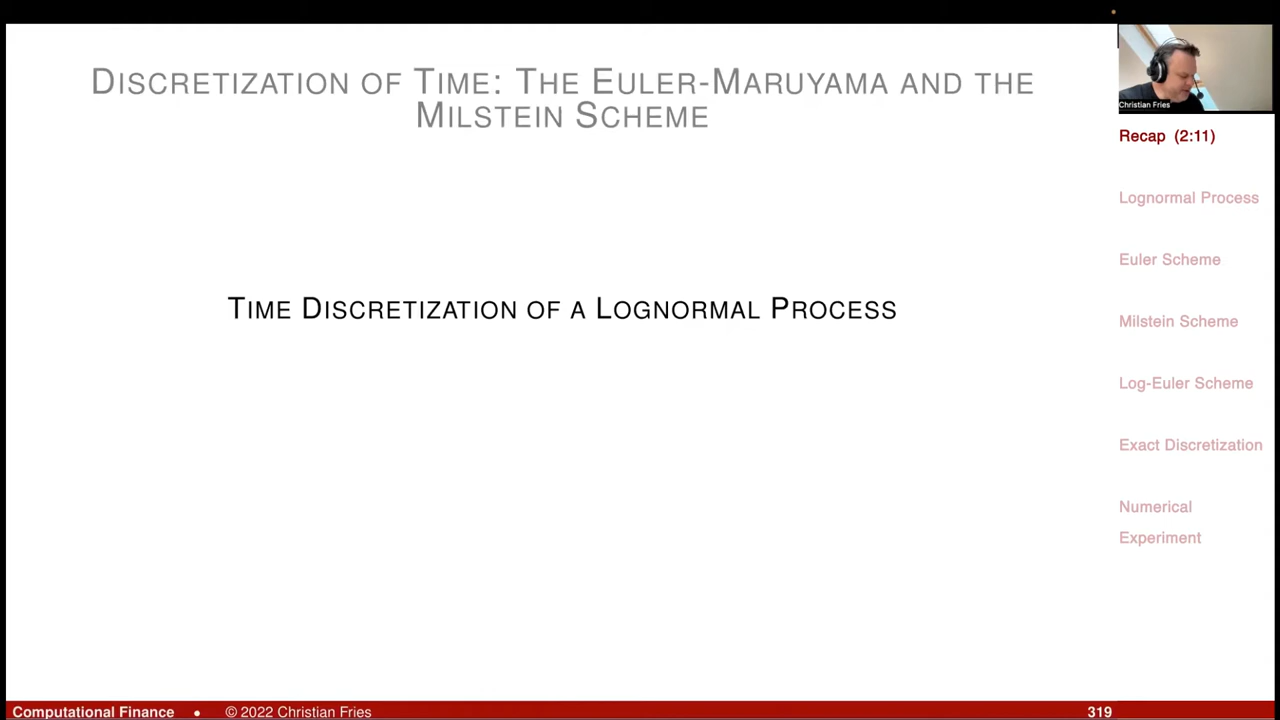 DISCRETIZATION OF TIME: THE EULER-MARUYAMA AND THE
MILSTEIN SCHEME
TIME DISCRETIZATION OF A LOGNORMAL PROCESS
Christian Fries
Recap (2:11)
Lognormal Process
Euler Scheme
Milstein Scheme
Log-Euler Scheme
Exact Discretization
Numerical
Experiment
Computational Finance • © 2022 Christian Fries 319